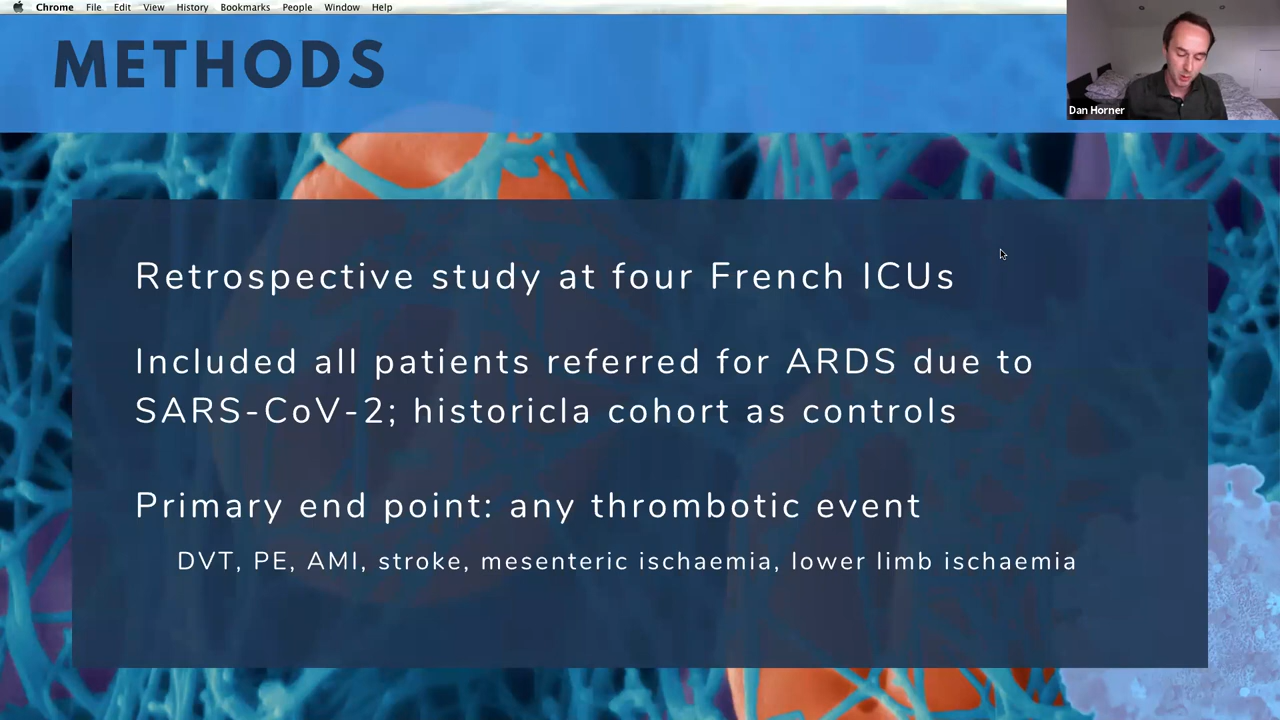 Chrome File Edit View History Bookmarks People Window Help
METHODS
Dan Horner
Retrospective study at four French ICUs
Included all patients referred for ARDS due to
SARS-CoV-2; historicla cohort as controls
Primary end point: any thrombotic event
DVT, PE, AMI, stroke, mesenteric ischaemia, lower limb ischaemia